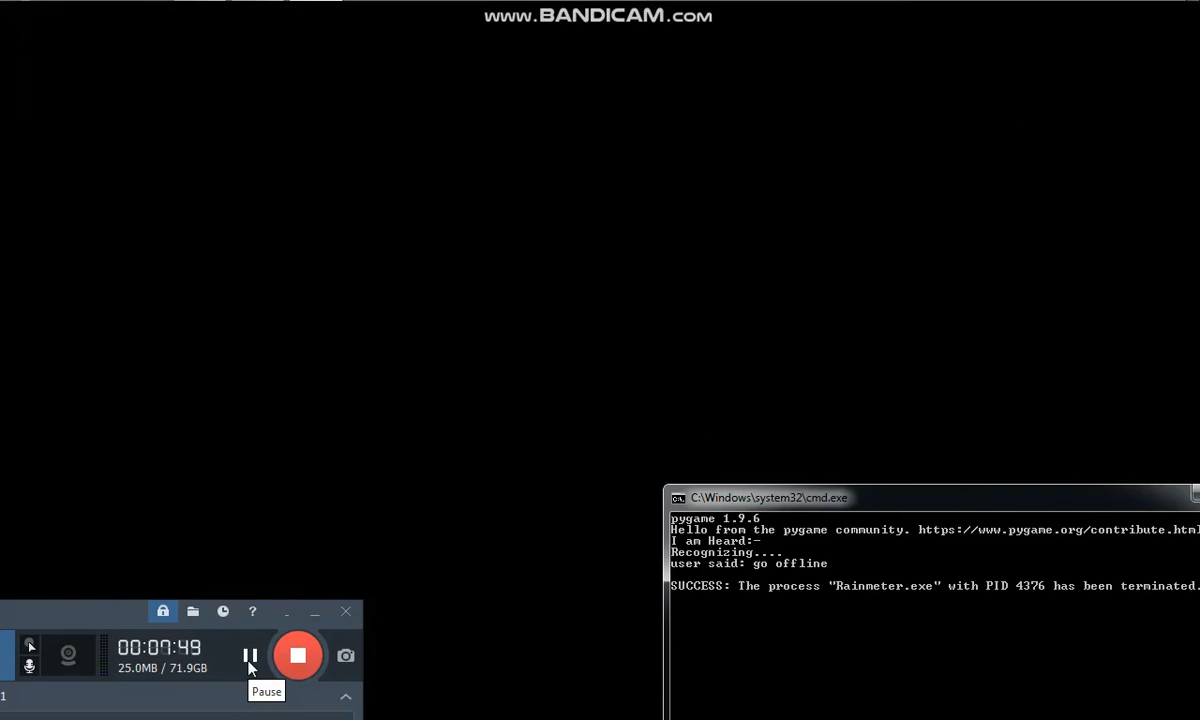 www.BANDICAM.com
C:\Windows\system32\cmd.exe
pygame 1.9.6
Hello from the pygame community. https://www.pygame.org/contribute.html
I am Heard:-
Recognizing....
user said: go offline
SUCCESS: The process "Rainmeter.exe" with PID 4376 has been terminated.
?
00:07:49
25.0MB / 71.9GB
Pause
1